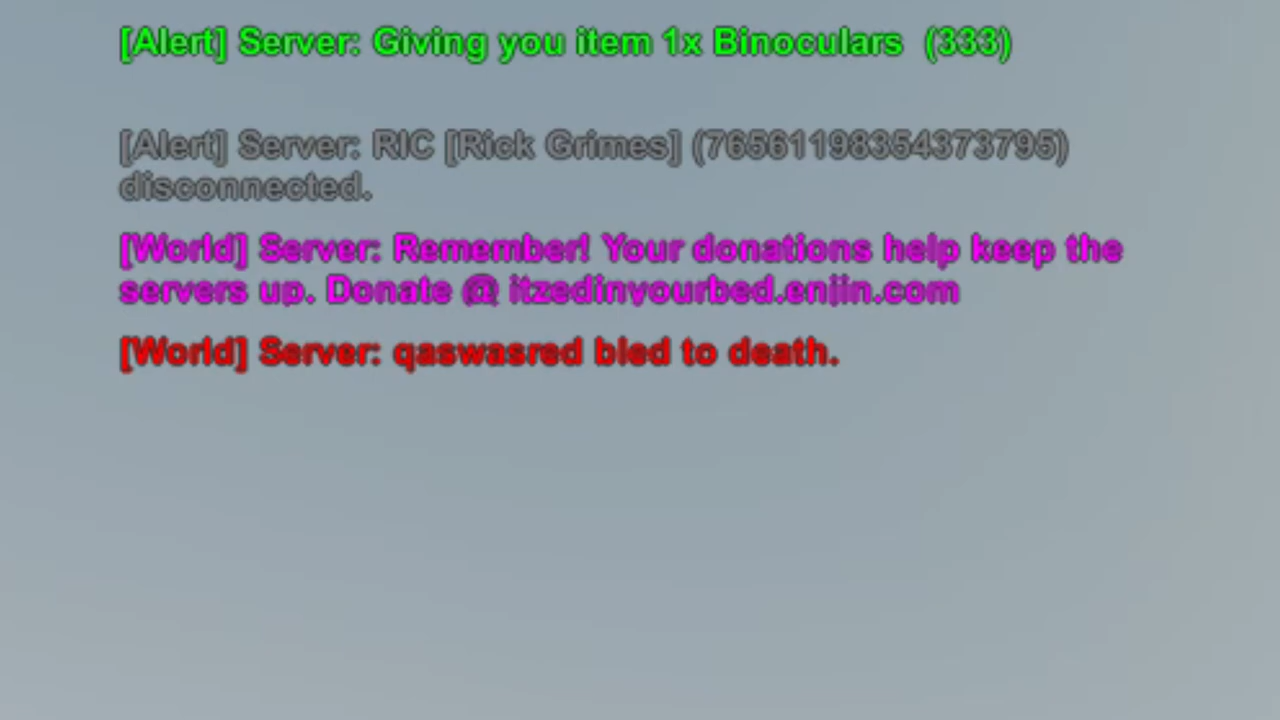 [Alert] Server: Giving you item 1x Binoculars  (333)
[Alert] Server: RIC [Rick Grimes] (76561198354373795)
disconnected.
[World] Server: Remember! Your donations help keep the
servers up. Donate @ itzedinyourbed.enjin.com
[World] Server: qaswasred bled to death.